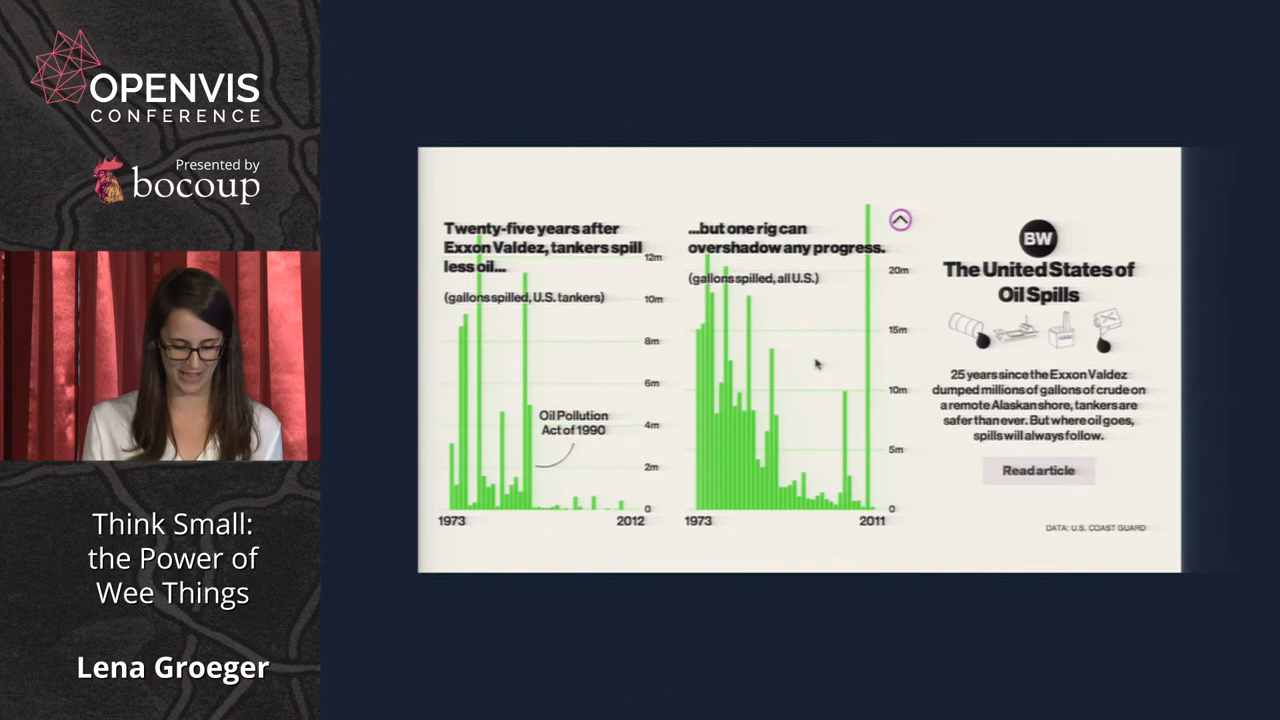 OPENVIS
CONFERENCE
Presented by
bocoup
Think Small:
the Power of
Wee Things
Lena Groeger
Twenty-five years after
Exxon Valdez, tankers spill
less oil...
(gallons spilled, U.S. tankers)
12m
10m
8m
6m
4m
2m
0
Oil Pollution
Act of 1990
1973
2012
...but one rig can
overshadow any progress.
(gallons spilled, all U.S.)
20m
15m
10m
5m
0
1973
2011
BW
The United States of
Oil Spills
25 years since the Exxon Valdez
dumped millions of gallons of crude on
a remote Alaskan shore, tankers are
safer than ever. But where oil goes,
spills will always follow.
Read article
DATA: U.S. COAST GUARD